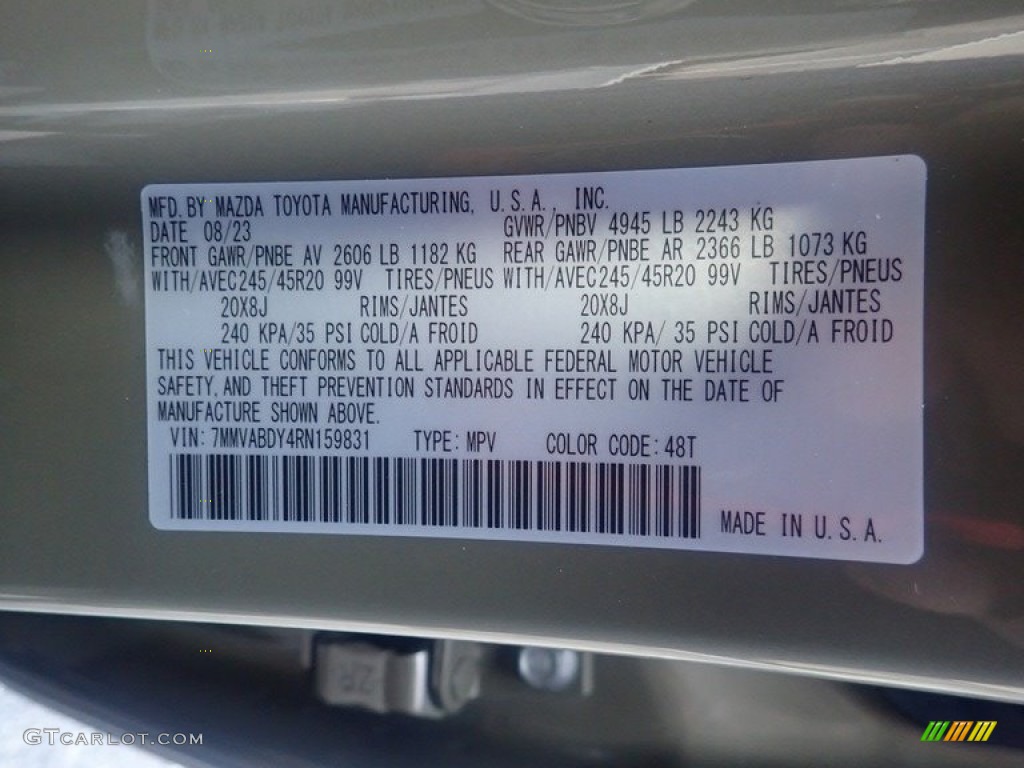 MFD. BY MAZDA TOYOTA MANUFACTURING, U.S.A., INC.
DATE 08/23 GVWR/PNBV 4945 LB 2243 KG
FRONT GAWR/PNBE AV 2606 LB 1182 KG REAR GAWR/PNBE AR 2366 LB 1073 KG
WITH/AVEC245/45R20 99V TIRES/PNEUS WITH/AVEC245/45R20 99V TIRES/PNEUS
20X8J RIMS/JANTES 20X8J RIMS/JANTES
240 KPA/35 PSI COLD/A FROID 240 KPA/ 35 PSI COLD/A FROID
THIS VEHICLE CONFORMS TO ALL APPLICABLE FEDERAL MOTOR VEHICLE
SAFETY, AND THEFT PREVENTION STANDARDS IN EFFECT ON THE DATE OF
MANUFACTURE SHOWN ABOVE.
VIN: 7MMVABDY4RN159831 TYPE: MPV COLOR CODE: 48T
MADE IN U.S.A.
GTCARLOT.COM